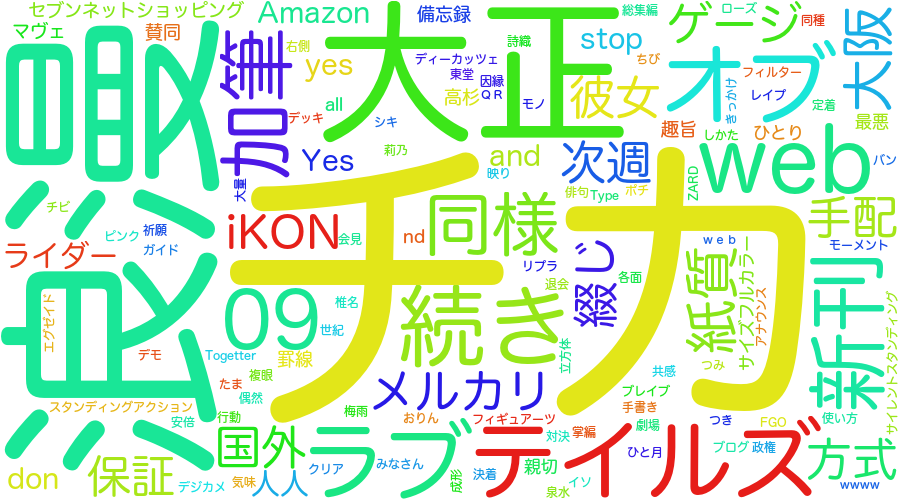 セブンネットショッピング
マヴェ
賛同
Amazon
備忘録
総集編
ローズ
同種
右側
yes
ディーカッツェ
詩織
stop
ゲージ
大阪
漫
加筆
大正
東堂
因縁
QR
高杉
all
モノ
ちび
フィルター
レイプ
定着
オブ
彼女
きっかけ
デッキ
シキ
趣旨
ひとり
最悪
しかた
Yes
莉乃
and
映り
次週
俳句
Type
ポチ
ZARD
web
バン
大量
チビ
祈願
ピンク
ガイド
iKON
会見
nd
同様
チカ
手配
web
モーメント
ライダー
リプラ
綴じ
各面
退会
紙質
サイズフルカラー
アナウンス
新刊
エグゼイド
09
椎名
世紀
続き
立方体
サイレントスタンディング
デモ
Togetter
罫線
複眼
たま
偶然
メルカリ
共感
つみ
ブレイブ
手書き
スタンディングアクション
安倍
行動
梅雨
おりん
フィギュアーツ
掌編
劇場
つき
FGO
使い方
国外
ラブ
テイルズ
対決
ひと月
ブログ
政権
方式
don
保証
デジカメ
気味
人人
クリア
みなさん
成形
決着
親切
イソ
泉水
wwww